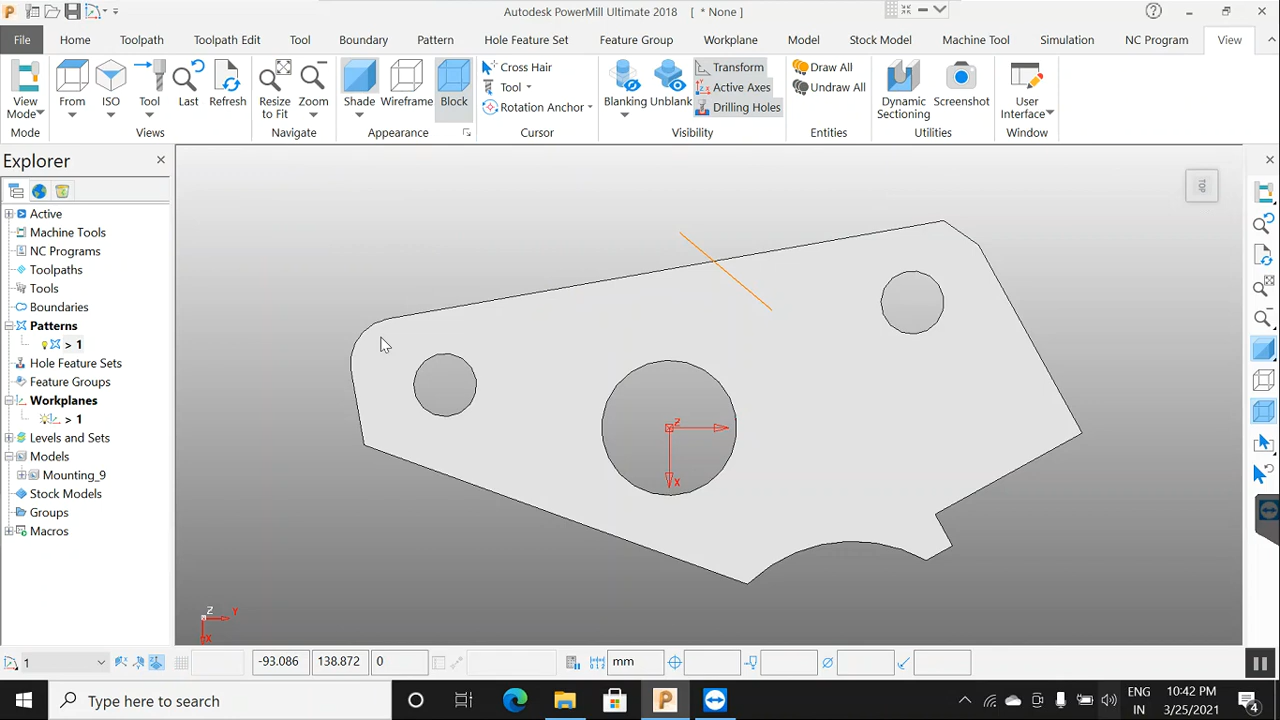 Autodesk PowerMill Ultimate 2018 [ * None ]
File Home Toolpath Toolpath Edit Tool Boundary Pattern Hole Feature Set Feature Group Workplane Model Stock Model Machine Tool Simulation NC Program View
View Mode From ISO Tool Last Refresh Resize to Fit Zoom Shade Wireframe Block
Cross Hair
Tool
Rotation Anchor
Blanking Unblank
Transform
Active Axes
Drilling Holes
Draw All
Undraw All
Dynamic Sectioning Screenshot User Interface
Mode Views Navigate Appearance Cursor Visibility Entities Utilities Window
Explorer
Active
Machine Tools
NC Programs
Toolpaths
Tools
Boundaries
Patterns
> 1
Hole Feature Sets
Feature Groups
Workplanes
> 1
Levels and Sets
Models
Mounting_9
Stock Models
Groups
Macros
TOP
Z
X
Z
Y
X
1 -93.086 138.872 0 mm
Type here to search
ENG
IN
10:42 PM
3/25/2021
4